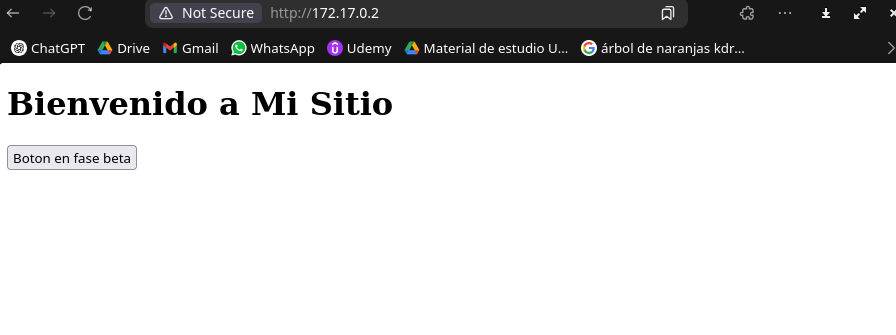 Not Secure http://172.17.0.2
ChatGPT Drive Gmail WhatsApp Udemy Material de estudio U... árbol de naranjas kdr...
Bienvenido a Mi Sitio
Boton en fase beta